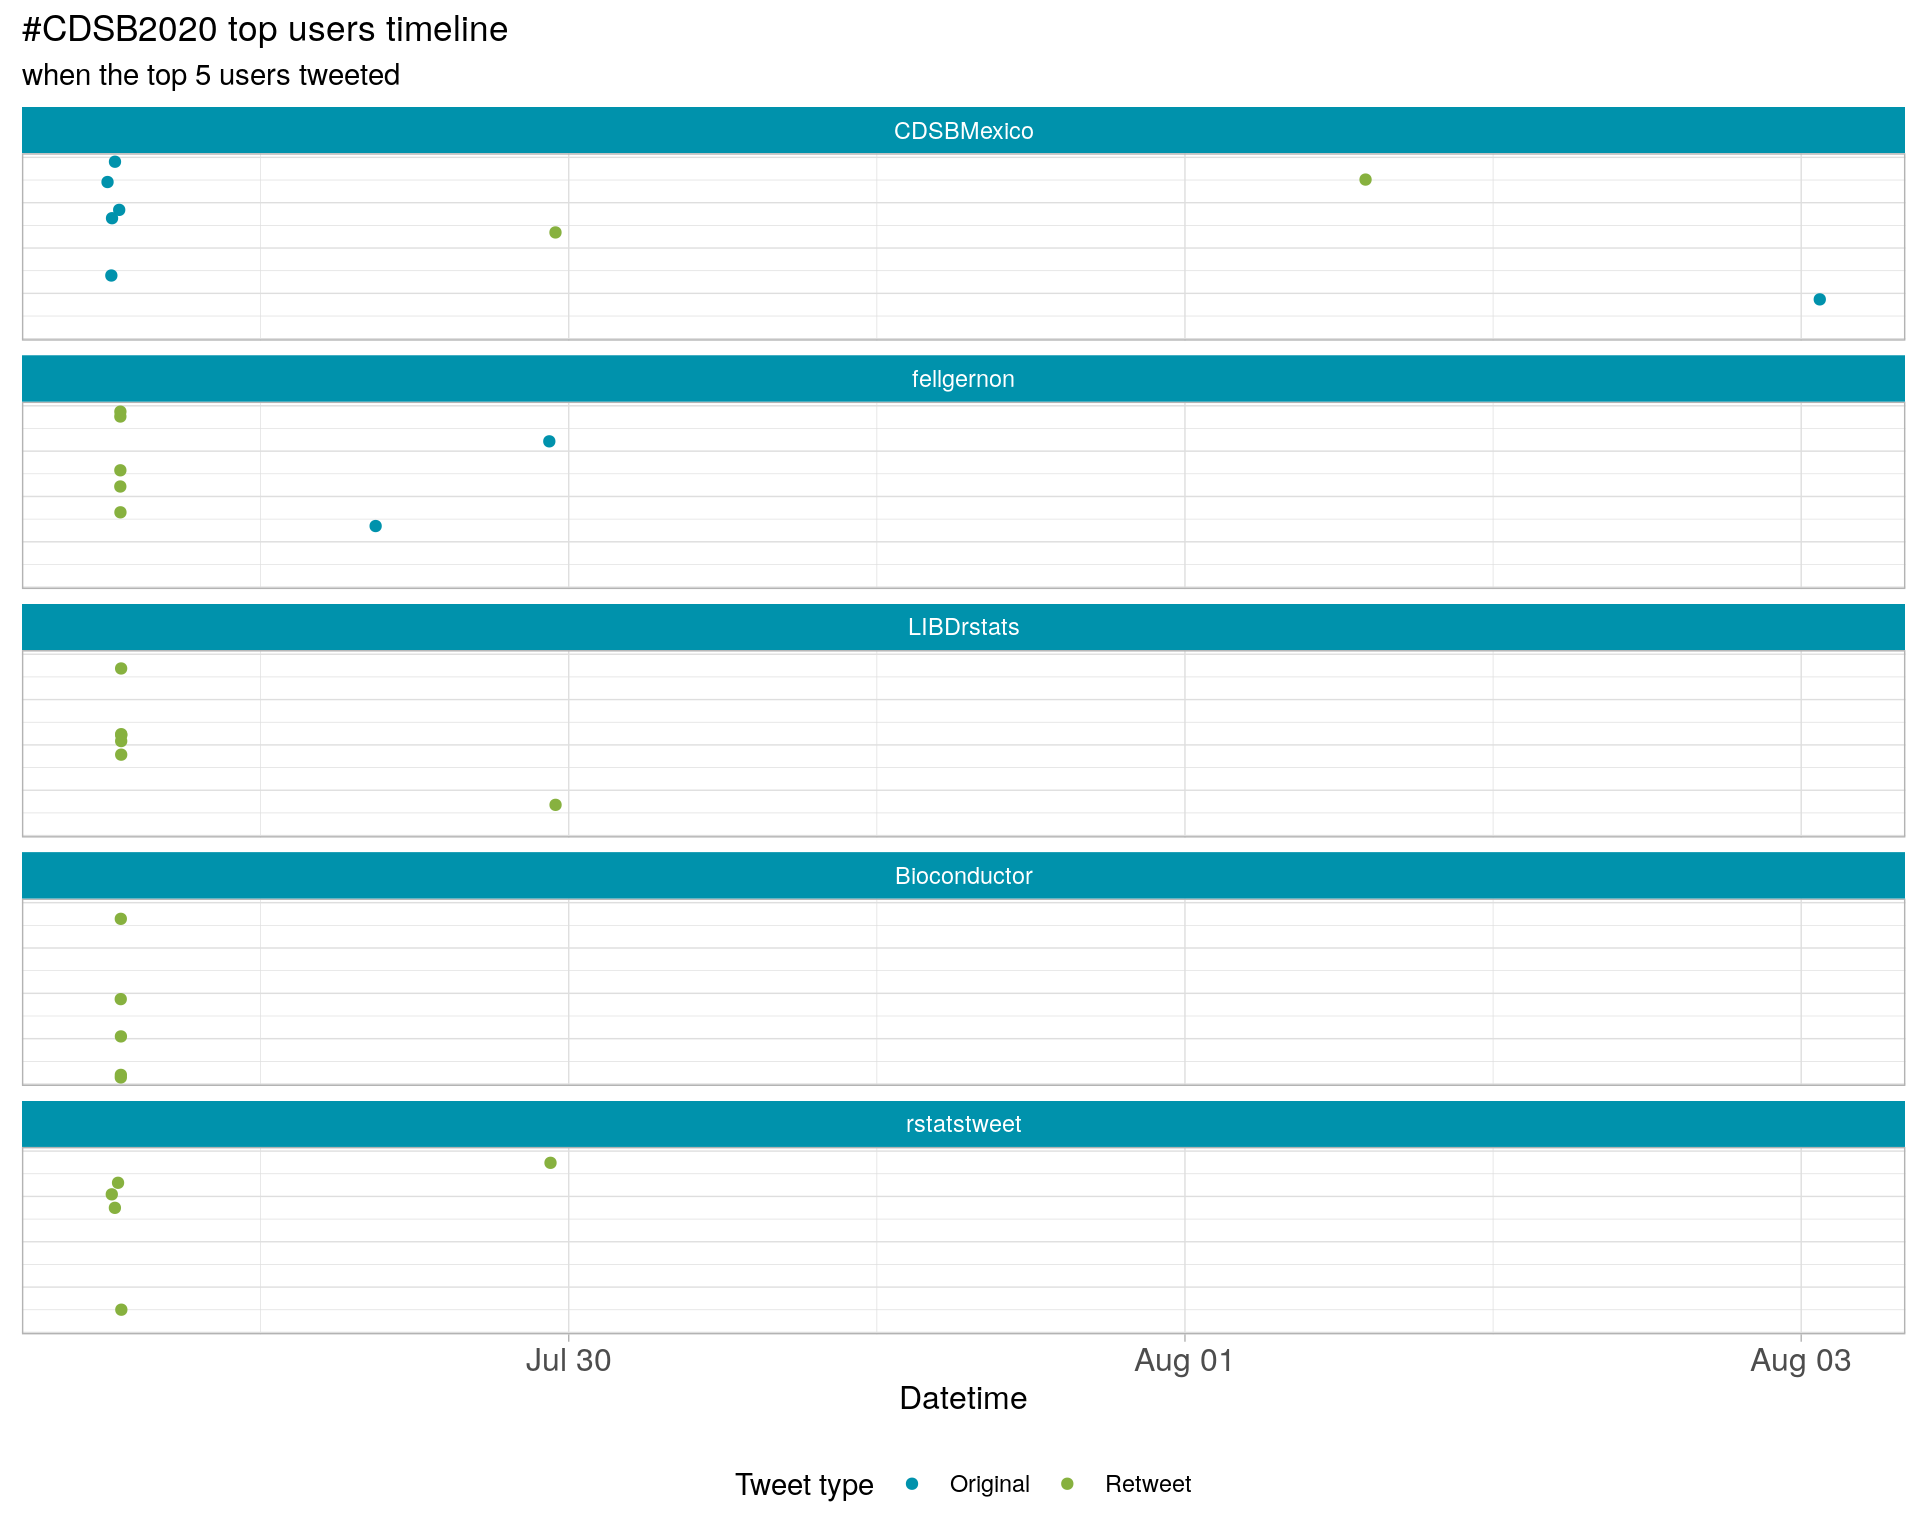 #CDSB2020 top users timeline
when the top 5 users tweeted
CDSBMexico
fellgernon
LIBDrstats
Bioconductor
rstatstweet
Jul 30 Aug 01 Aug 03
Datetime
Tweet type Original Retweet